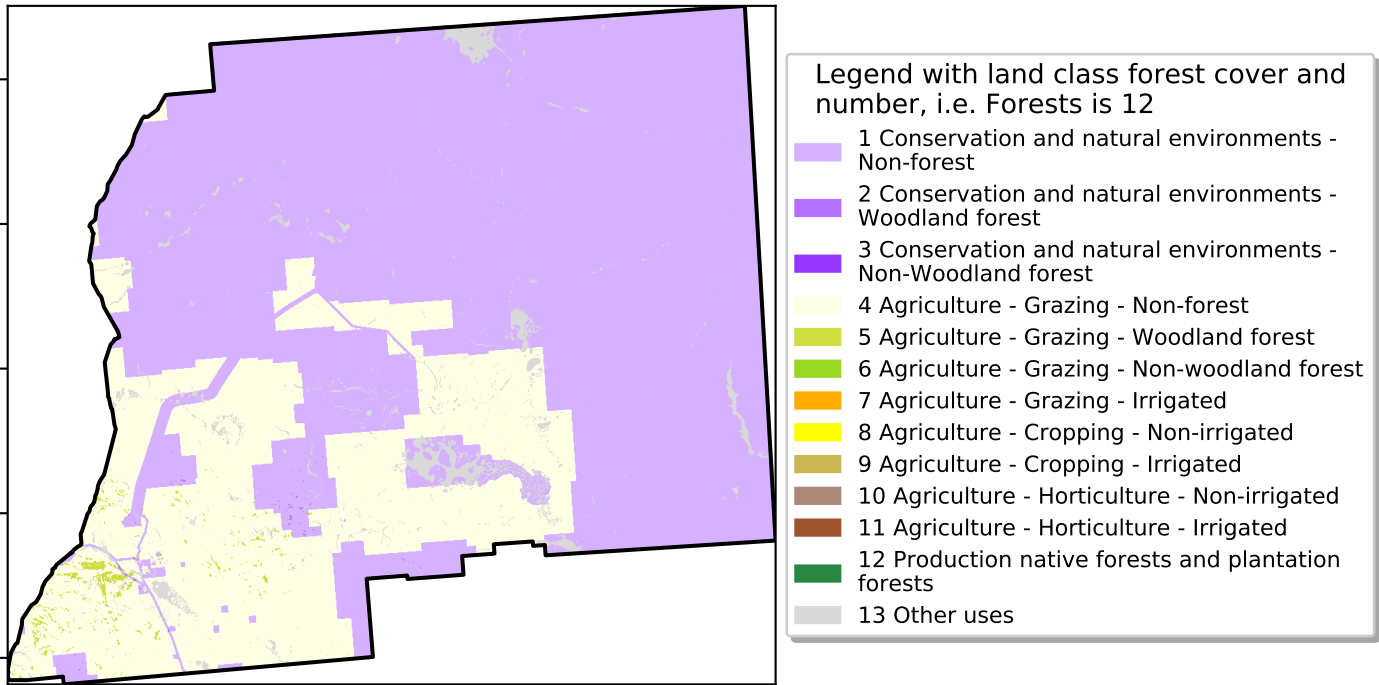 Legend with land class forest cover and
number, i.e. Forests is 12
1 Conservation and natural environments -
Non-forest
2 Conservation and natural environments -
Woodland forest
3 Conservation and natural environments -
Non-Woodland forest
4 Agriculture - Grazing - Non-forest
5 Agriculture - Grazing - Woodland forest
6 Agriculture - Grazing - Non-woodland forest
7 Agriculture - Grazing - Irrigated
8 Agriculture - Cropping - Non-irrigated
9 Agriculture - Cropping - Irrigated
10 Agriculture - Horticulture - Non-irrigated
11 Agriculture - Horticulture - Irrigated
12 Production native forests and plantation
forests
13 Other uses